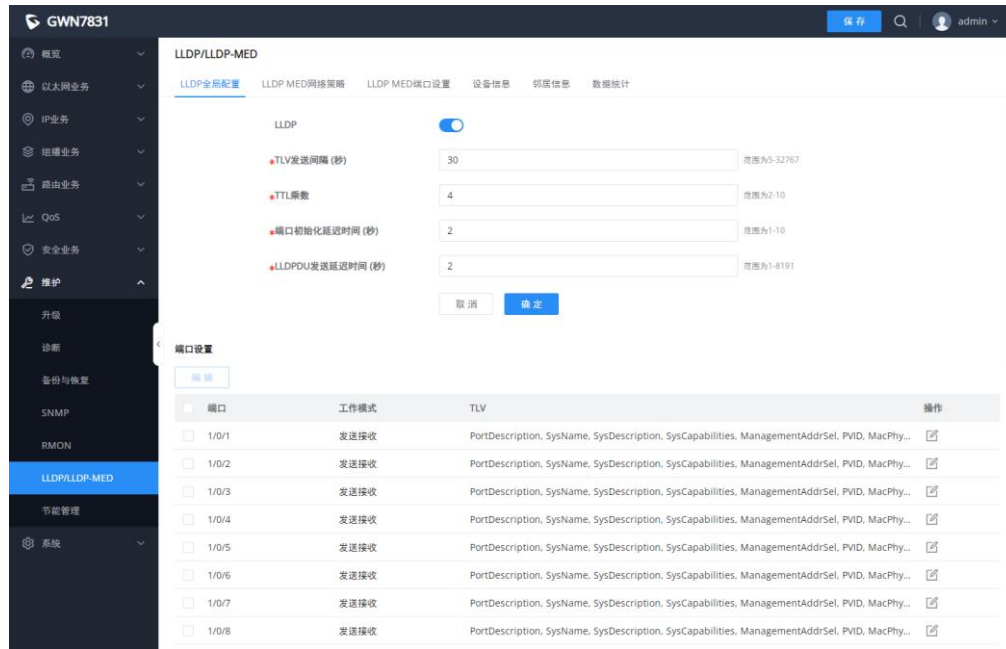 GWN7831
保存
admin
概览
以太网业务
IP业务
组播业务
路由业务
QoS
安全业务
维护
升级
诊断
备份与恢复
SNMP
RMON
LLDP/LLDP-MED
节能管理
系统
LLDP/LLDP-MED
LLDP全局配置 LLDP MED网络策略 LLDP MED端口设置 设备信息 邻居信息 数据统计
LLDP
*TLV发送间隔 (秒) 30 范围为5-32767
*TTL乘数 4 范围为2-10
*端口初始化延迟时间 (秒) 2 范围为1-10
*LLDPDU发送延迟时间 (秒) 2 范围为1-8191
取消 确定
端口设置
编辑
端口 工作模式 TLV 操作
1/0/1 发送接收 PortDescription, SysName, SysDescription, SysCapabilities, ManagementAddrSel, PVID, MacPhy...
1/0/2 发送接收 PortDescription, SysName, SysDescription, SysCapabilities, ManagementAddrSel, PVID, MacPhy...
1/0/3 发送接收 PortDescription, SysName, SysDescription, SysCapabilities, ManagementAddrSel, PVID, MacPhy...
1/0/4 发送接收 PortDescription, SysName, SysDescription, SysCapabilities, ManagementAddrSel, PVID, MacPhy...
1/0/5 发送接收 PortDescription, SysName, SysDescription, SysCapabilities, ManagementAddrSel, PVID, MacPhy...
1/0/6 发送接收 PortDescription, SysName, SysDescription, SysCapabilities, ManagementAddrSel, PVID, MacPhy...
1/0/7 发送接收 PortDescription, SysName, SysDescription, SysCapabilities, ManagementAddrSel, PVID, MacPhy...
1/0/8 发送接收 PortDescription, SysName, SysDescription, SysCapabilities, ManagementAddrSel, PVID, MacPhy...